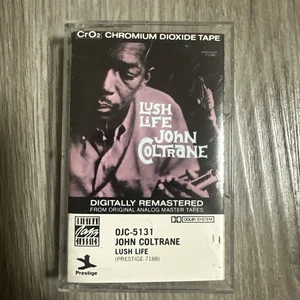 CrO2 CHROMIUM DIOXIDE TAPE
LUSH
LIFE
JOHN
COLTRANE
DIGITALLY REMASTERED
FROM ORIGINAL ANALOG MASTER TAPES
DOLBY SYSTEM
OJC-5131
JOHN COLTRANE
LUSH LIFE
(PRESTIGE-7188)
Jazz
Prestige